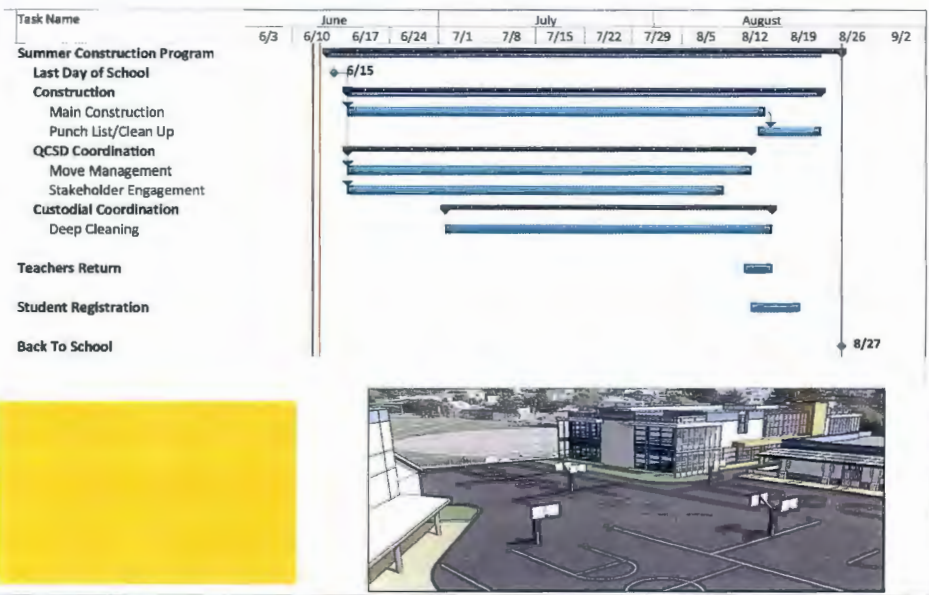 Task Name
June July August
6/3 6/10 6/17 6/24 7/1 7/8 7/15 7/22 7/29 8/5 8/12 8/19 8/26 9/2
Summer Construction Program
Last Day of School 6/15
Construction
Main Construction
Punch List/Clean Up
QCSD Coordination
Move Management
Stakeholder Engagement
Custodial Coordination
Deep Cleaning
Teachers Return
Student Registration
Back To School 8/27